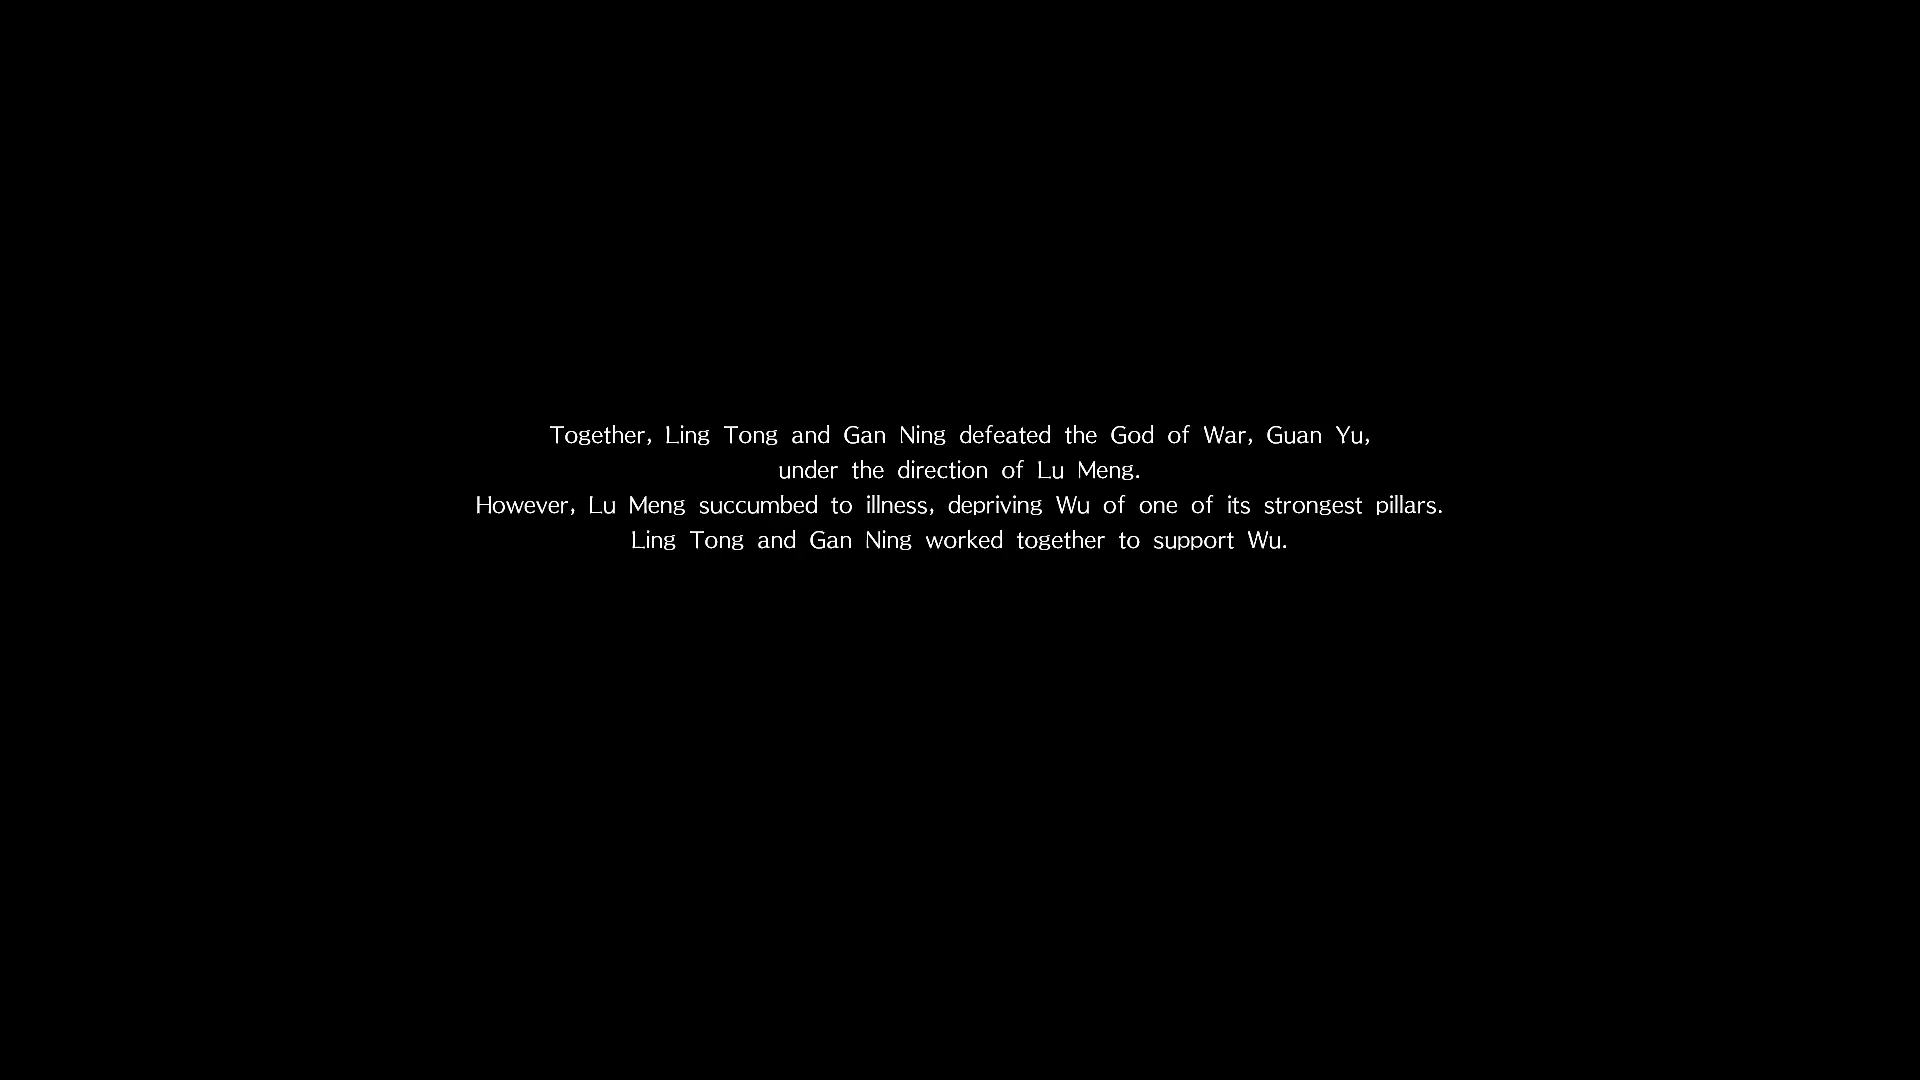 Together, Ling Tong and Gan Ning defeated the God of War, Guan Yu,
under the direction of Lu Meng.
However, Lu Meng succumbed to illness, depriving Wu of one of its strongest pillars.
Ling Tong and Gan Ning worked together to support Wu.